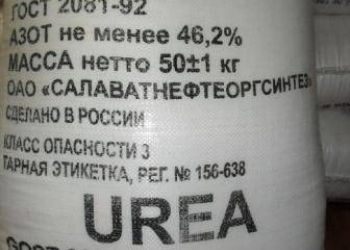 ГОСТ 2081-92
АЗОТ не менее 46,2%
МАССА нетто 50±1 кг
ОАО «САЛАВАТНЕФТЕОРГСИНТЕЗ»
СДЕЛАНО В РОССИИ
КЛАСС ОПАСНОСТИ 3
ТАРНАЯ ЭТИКЕТКА, РЕГ. № 156-638
UREA